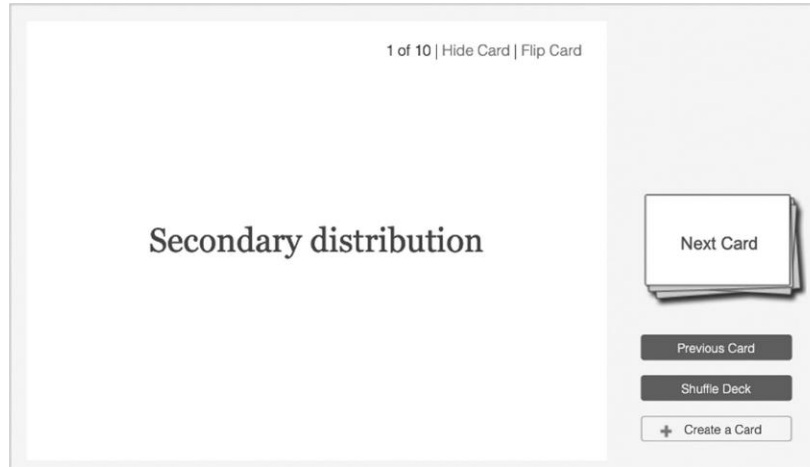 1 of 10 | Hide Card | Flip Card
Secondary distribution
Next Card
Previous Card
Shuffle Deck
+ Create a Card